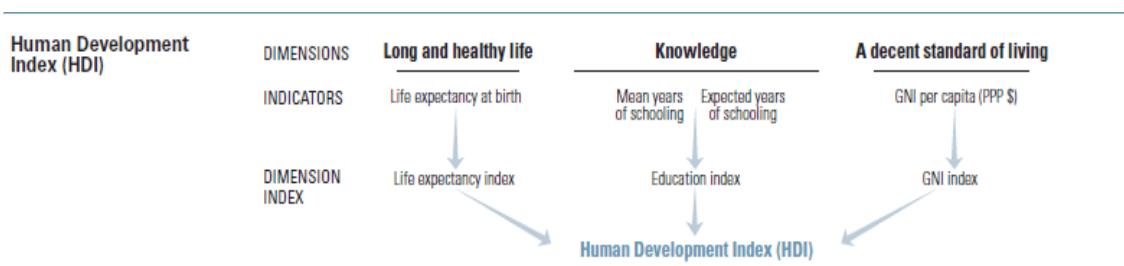 Human Development
Index (HDI)
DIMENSIONS
Long and healthy life
Knowledge
A decent standard of living
INDICATORS
Life expectancy at birth
Mean years
of schooling
Expected years
of schooling
GNI per capita (PPP $)
DIMENSION
INDEX
Life expectancy index
Education index
GNI index
Human Development Index (HDI)